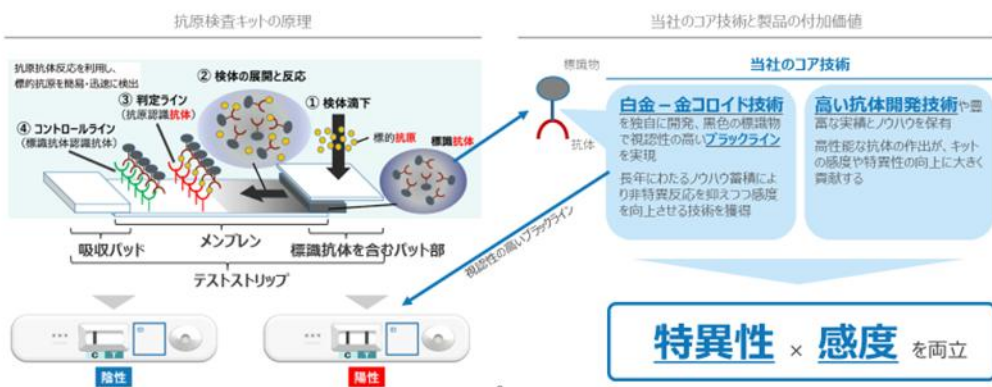 抗原検査キットの原理
抗原抗体反応を利用し、
標的抗原を簡易・迅速に検出
② 検体の展開と反応
③ 判定ライン
(抗原認識抗体)
① 検体滴下
④ コントロールライン
(標識抗体認識抗体)
標的抗原
標識抗体
吸収パッド
メンブレン
標識抗体を含むパット部
テストストリップ
C
陰性
C
陽性
視認性の高いブラックライン
当社のコア技術と製品の付加価値
標識物
抗体
当社のコア技術
白金－金コロイド技術
を独自に開発、黒色の標識物
で視認性の高いブラックライン
を実現
長年にわたるノウハウ蓄積によ
り非特異反応を抑えつつ感度
を向上させる技術を獲得
高い抗体開発技術や豊
富な実績とノウハウを保有
高性能な抗体の作出が、キット
の感度や特異性の向上に大きく
貢献する
特異性 × 感度 を両立